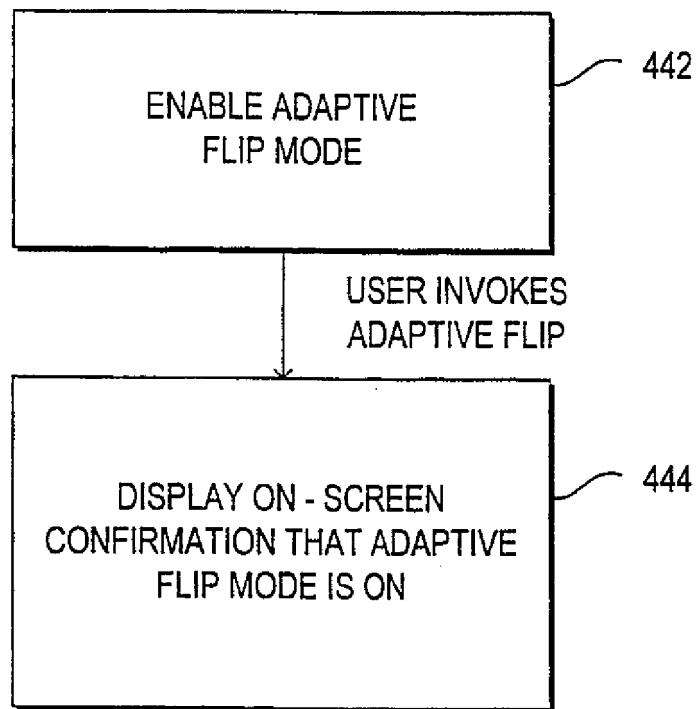 ENABLE ADAPTIVE
FLIP MODE
442
USER INVOKES
ADAPTIVE FLIP
DISPLAY ON - SCREEN
CONFIRMATION THAT ADAPTIVE
FLIP MODE IS ON
444